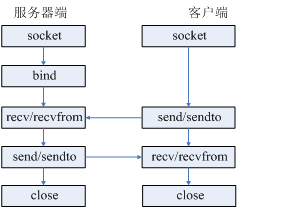 服务器端 客户端
socket socket
bind
recv/recvfrom send/sendto
send/sendto recv/recvfrom
close close